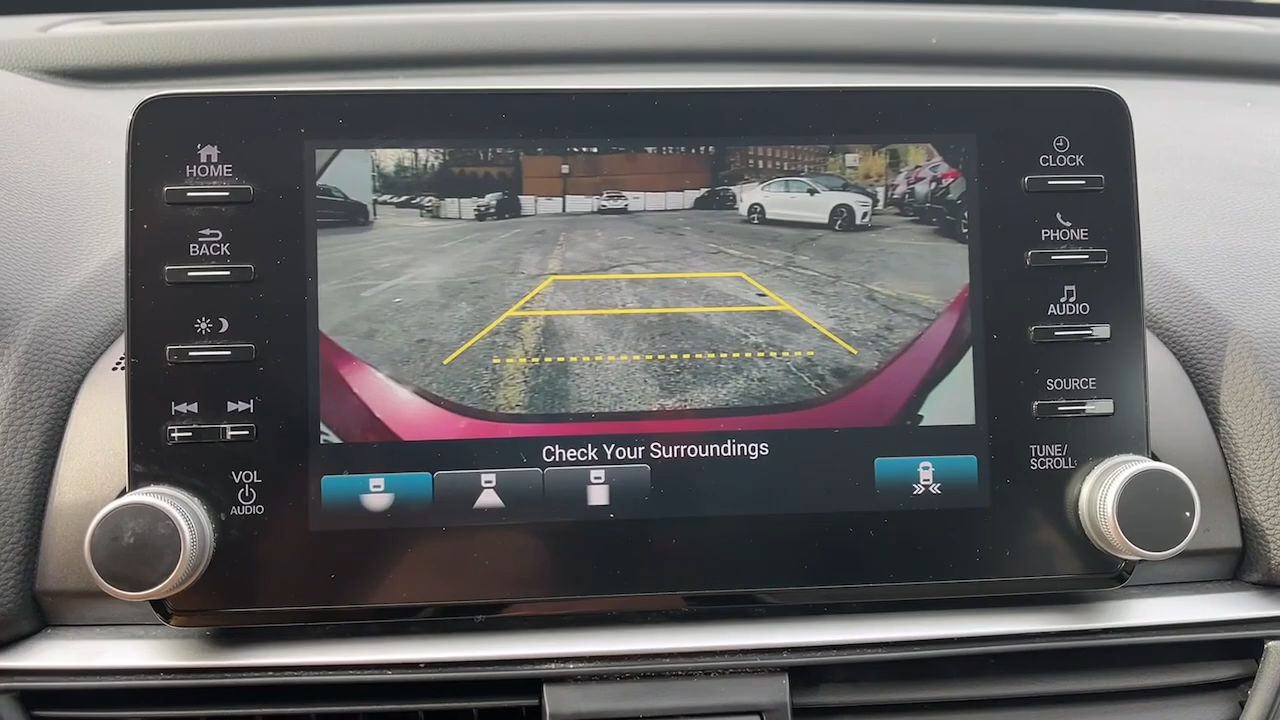 HOME
BACK
VOL
AUDIO
Check Your Surroundings
CLOCK
PHONE
AUDIO
SOURCE
TUNE/
SCROLL